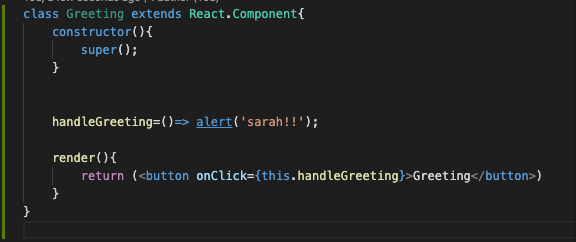 class Greeting extends React.Component{
constructor(){
super();
}
handleGreeting=()=> alert('sarah!!');
render(){
return (<button onClick={this.handleGreeting}>Greeting</button>)
}
}